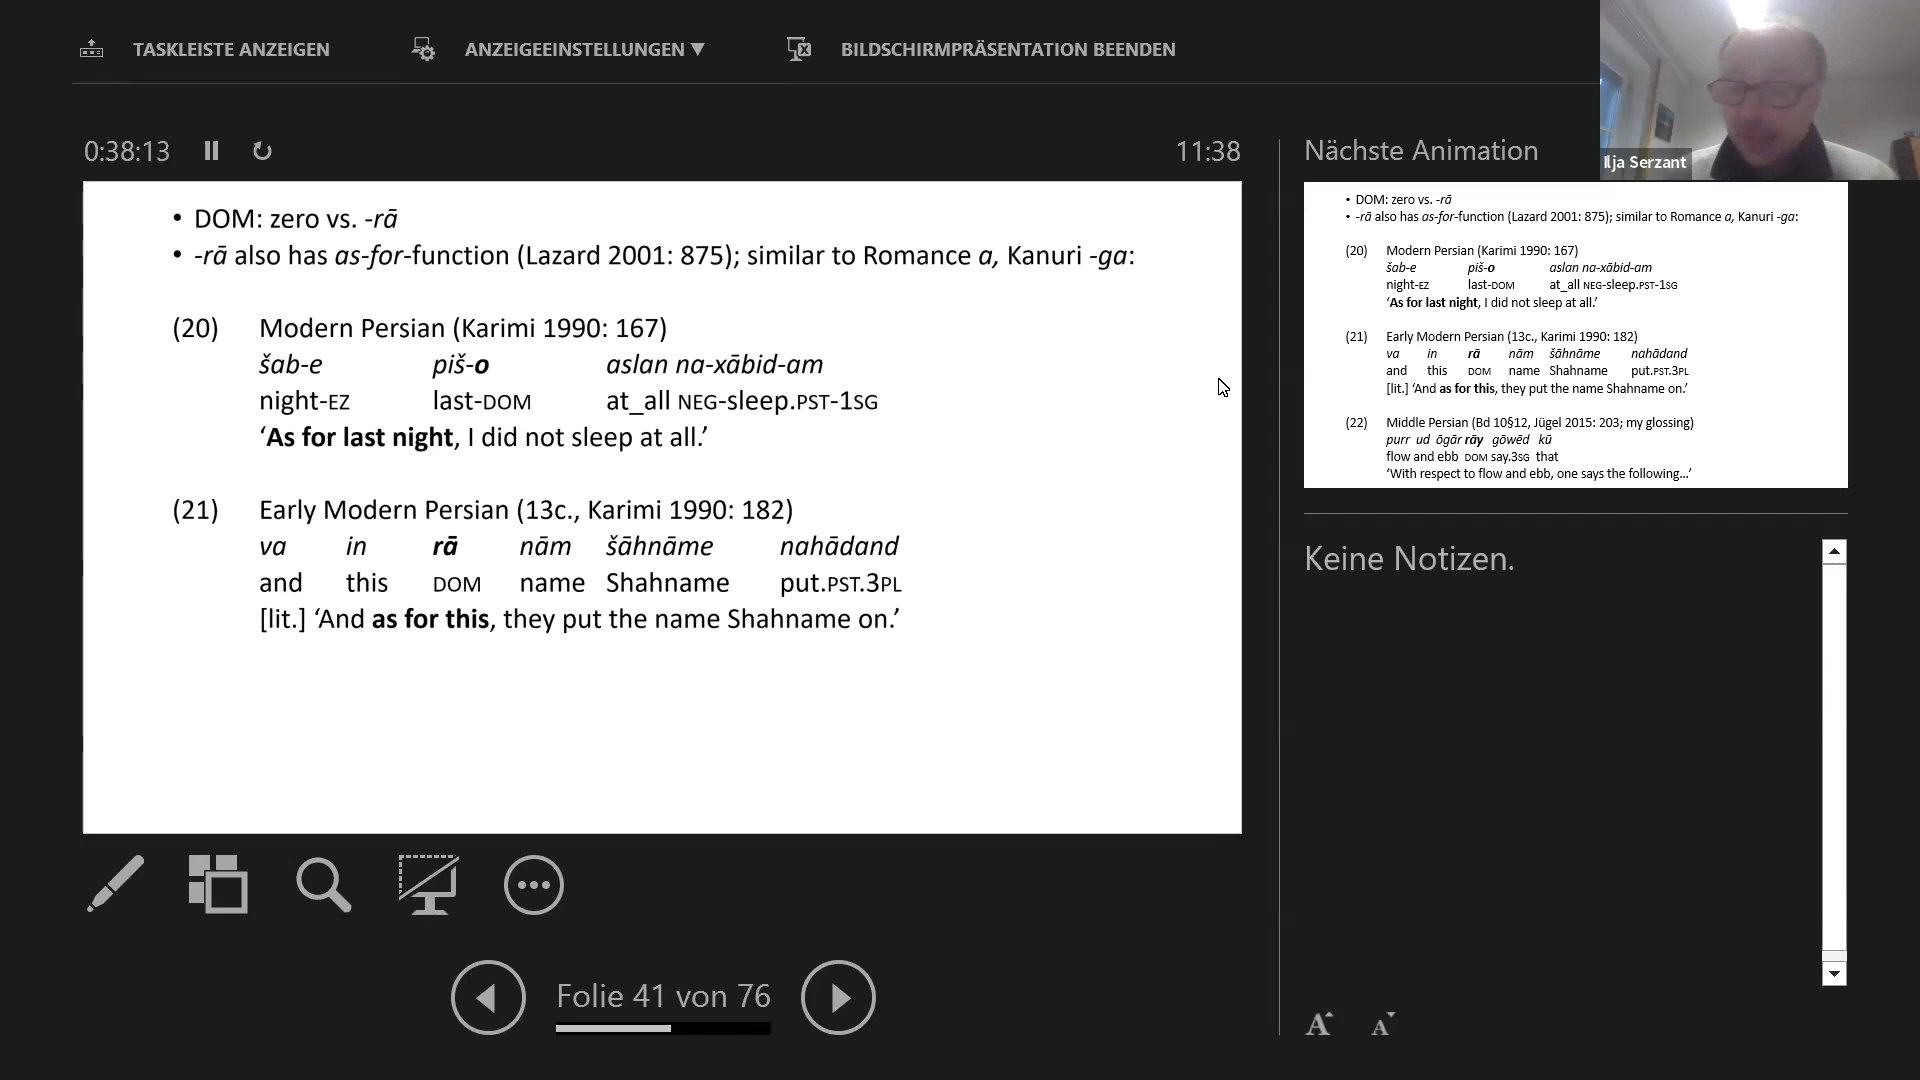 TASKLEISTE ANZEIGEN ANZEIGEEINSTELLUNGEN ▼ BILDSCHIRMPRÄSENTATION BEENDEN
Ilja Serzant
0:38:13 11:38
• DOM: zero vs. -rā
• -rā also has as-for-function (Lazard 2001: 875); similar to Romance a, Kanuri -ga:
(20) Modern Persian (Karimi 1990: 167)
šab-e piš-o aslan na-xābid-am
night-EZ last-DOM at_all NEG-sleep.PST-1SG
‘As for last night, I did not sleep at all.’
(21) Early Modern Persian (13c., Karimi 1990: 182)
va in rā nām šāhnāme nahādand
and this DOM name Shahname put.PST.3PL
[lit.] ‘And as for this, they put the name Shahname on.’
Folie 41 von 76
Nächste Animation
• DOM: zero vs. -rā
• -rā also has as-for-function (Lazard 2001: 875); similar to Romance a, Kanuri -ga:
(20) Modern Persian (Karimi 1990: 167)
šab-e piš-o aslan na-xābid-am
night-EZ last-DOM at_all NEG-sleep.PST-1SG
‘As for last night, I did not sleep at all.’
(21) Early Modern Persian (13c., Karimi 1990: 182)
va in rā nām šāhnāme nahādand
and this DOM name Shahname put.PST.3PL
[lit.] ‘And as for this, they put the name Shahname on.’
(22) Middle Persian (Bd 10§12, Jügel 2015: 203; my glossing)
purr ud ōgār rāy gōwēd kū
flow and ebb DOM say.3SG that
‘With respect to flow and ebb, one says the following...’
Keine Notizen.
A A